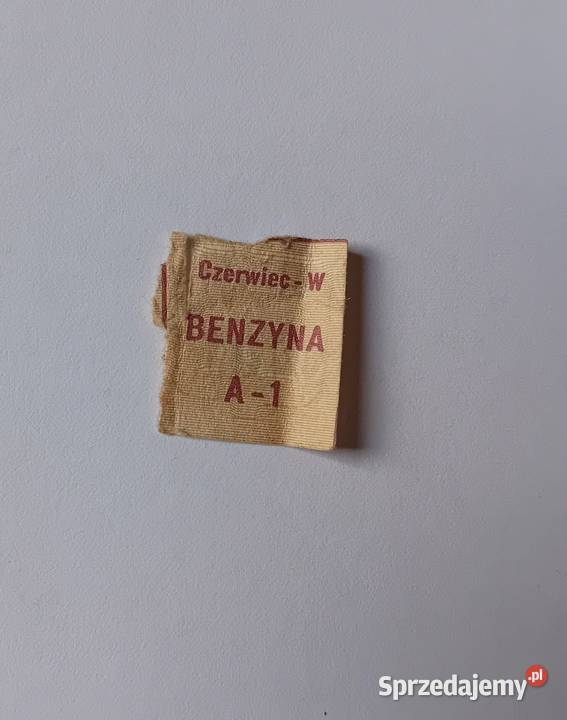 Czerwiec - W
BENZYNA
A - 1
Sprzedajemy.pl